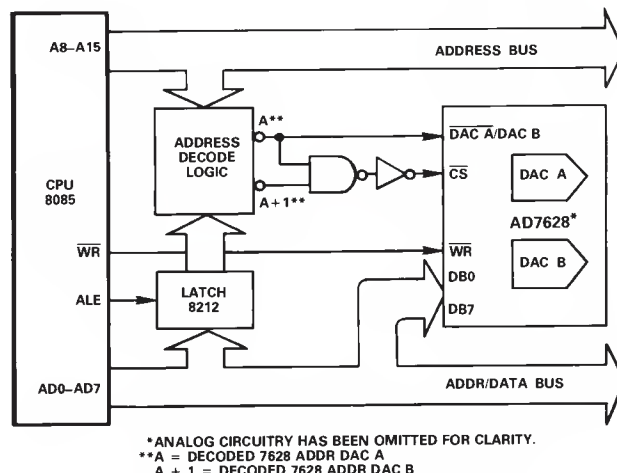 A8–A15
ADDRESS BUS
A**
ADDRESS
DECODE
LOGIC
A + 1**
DAC A/DAC B
CS
DAC A
CPU
8085
AD7628*
WR
WR
DAC B
DB0
ALE
LATCH
8212
DB7
AD0–AD7
ADDR/DATA BUS
*ANALOG CIRCUITRY HAS BEEN OMITTED FOR CLARITY.
**A = DECODED 7628 ADDR DAC A
A + 1 = DECODED 7628 ADDR DAC B